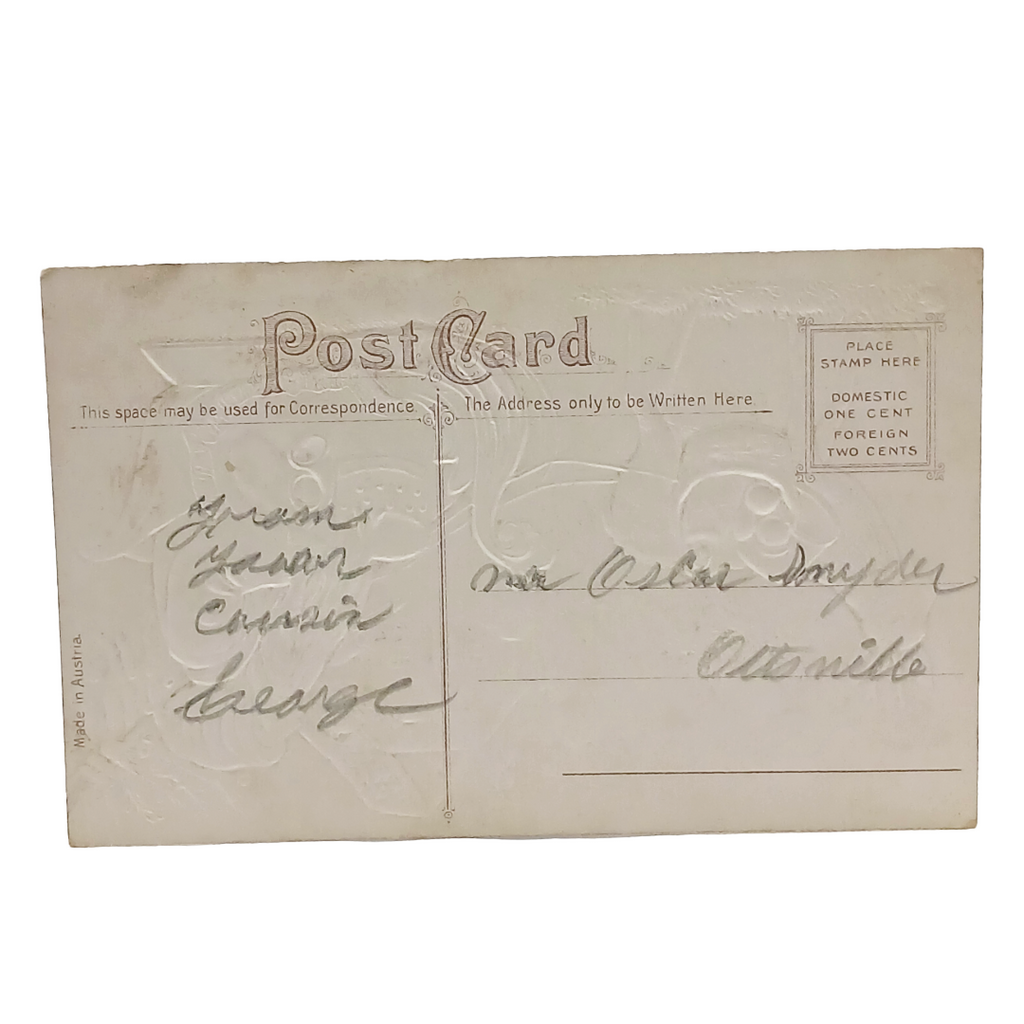 Post Card
This space may be used for Correspondence.
The Address only to be Written Here
PLACE
STAMP HERE
DOMESTIC
ONE CENT
FOREIGN
TWO CENTS
From
Your
Cousin
George
Mr Oscar Snyder
Ottsville
Made in Austria.